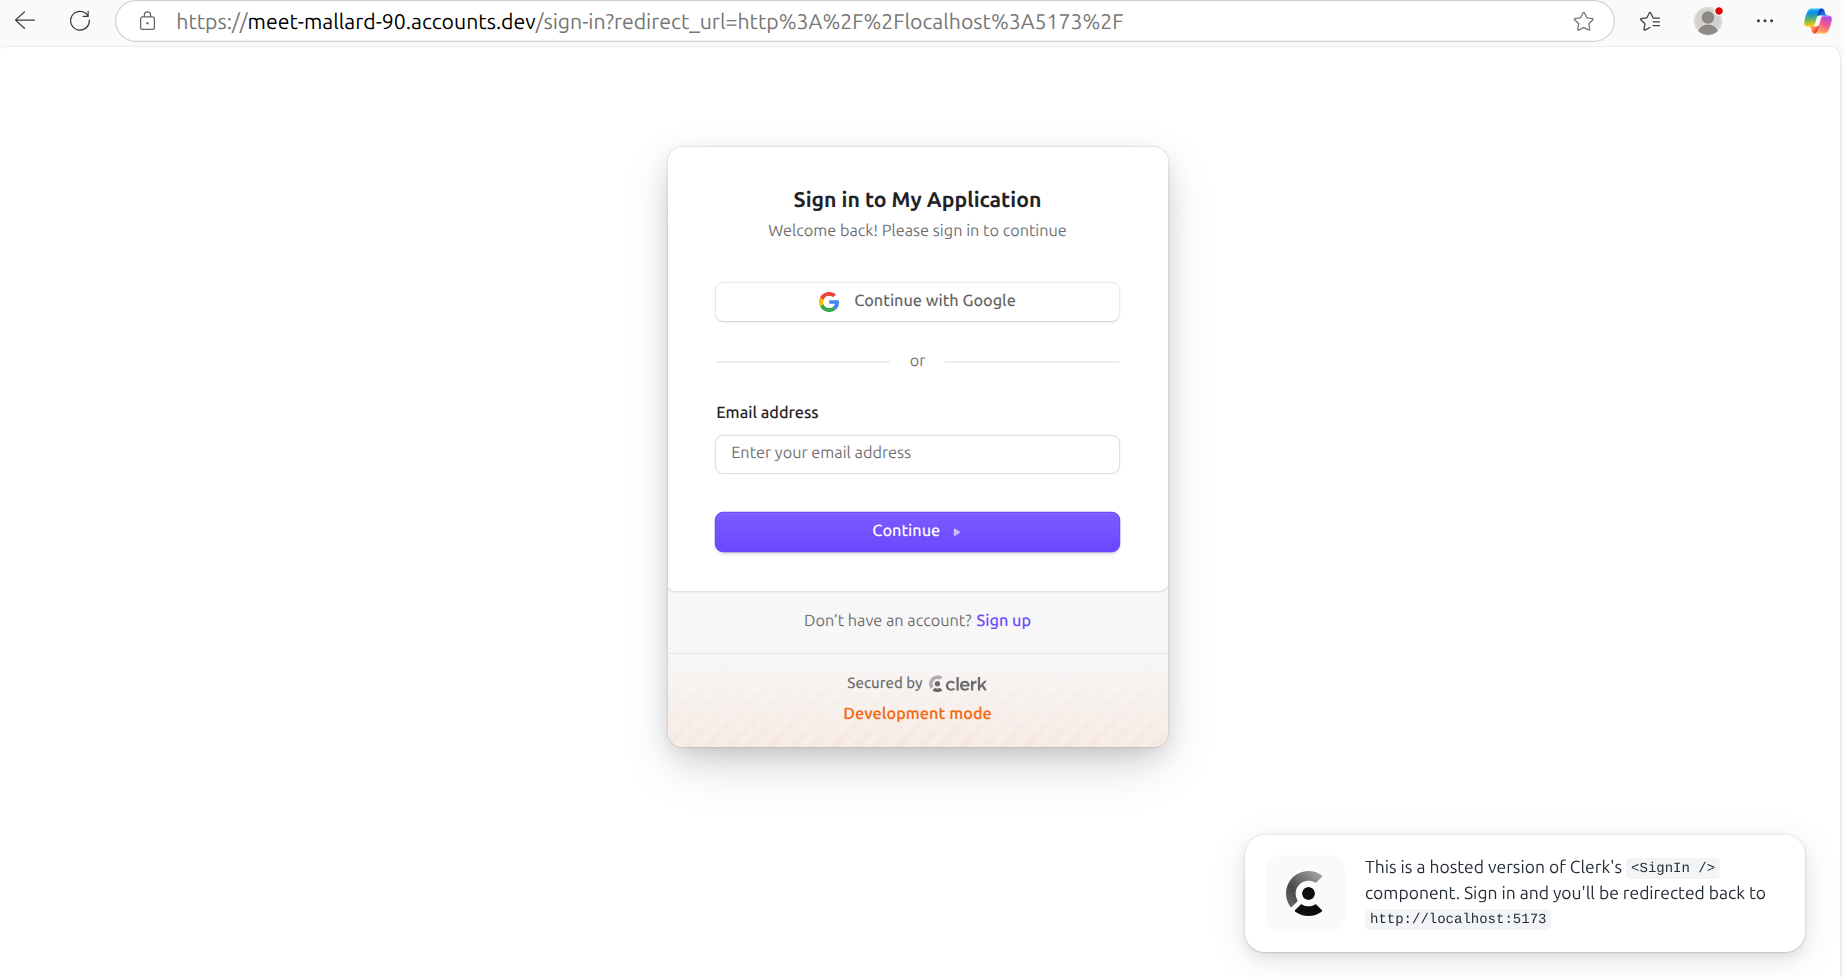 https://meet-mallard-90.accounts.dev/sign-in?redirect_url=http%3A%2F%2Flocalhost%3A5173%2F
Sign in to My Application
Welcome back! Please sign in to continue
Continue with Google
or
Email address
Enter your email address
Continue
Don’t have an account? Sign up
Secured by clerk
Development mode
This is a hosted version of Clerk's <SignIn />
component. Sign in and you'll be redirected back to
http://localhost:5173